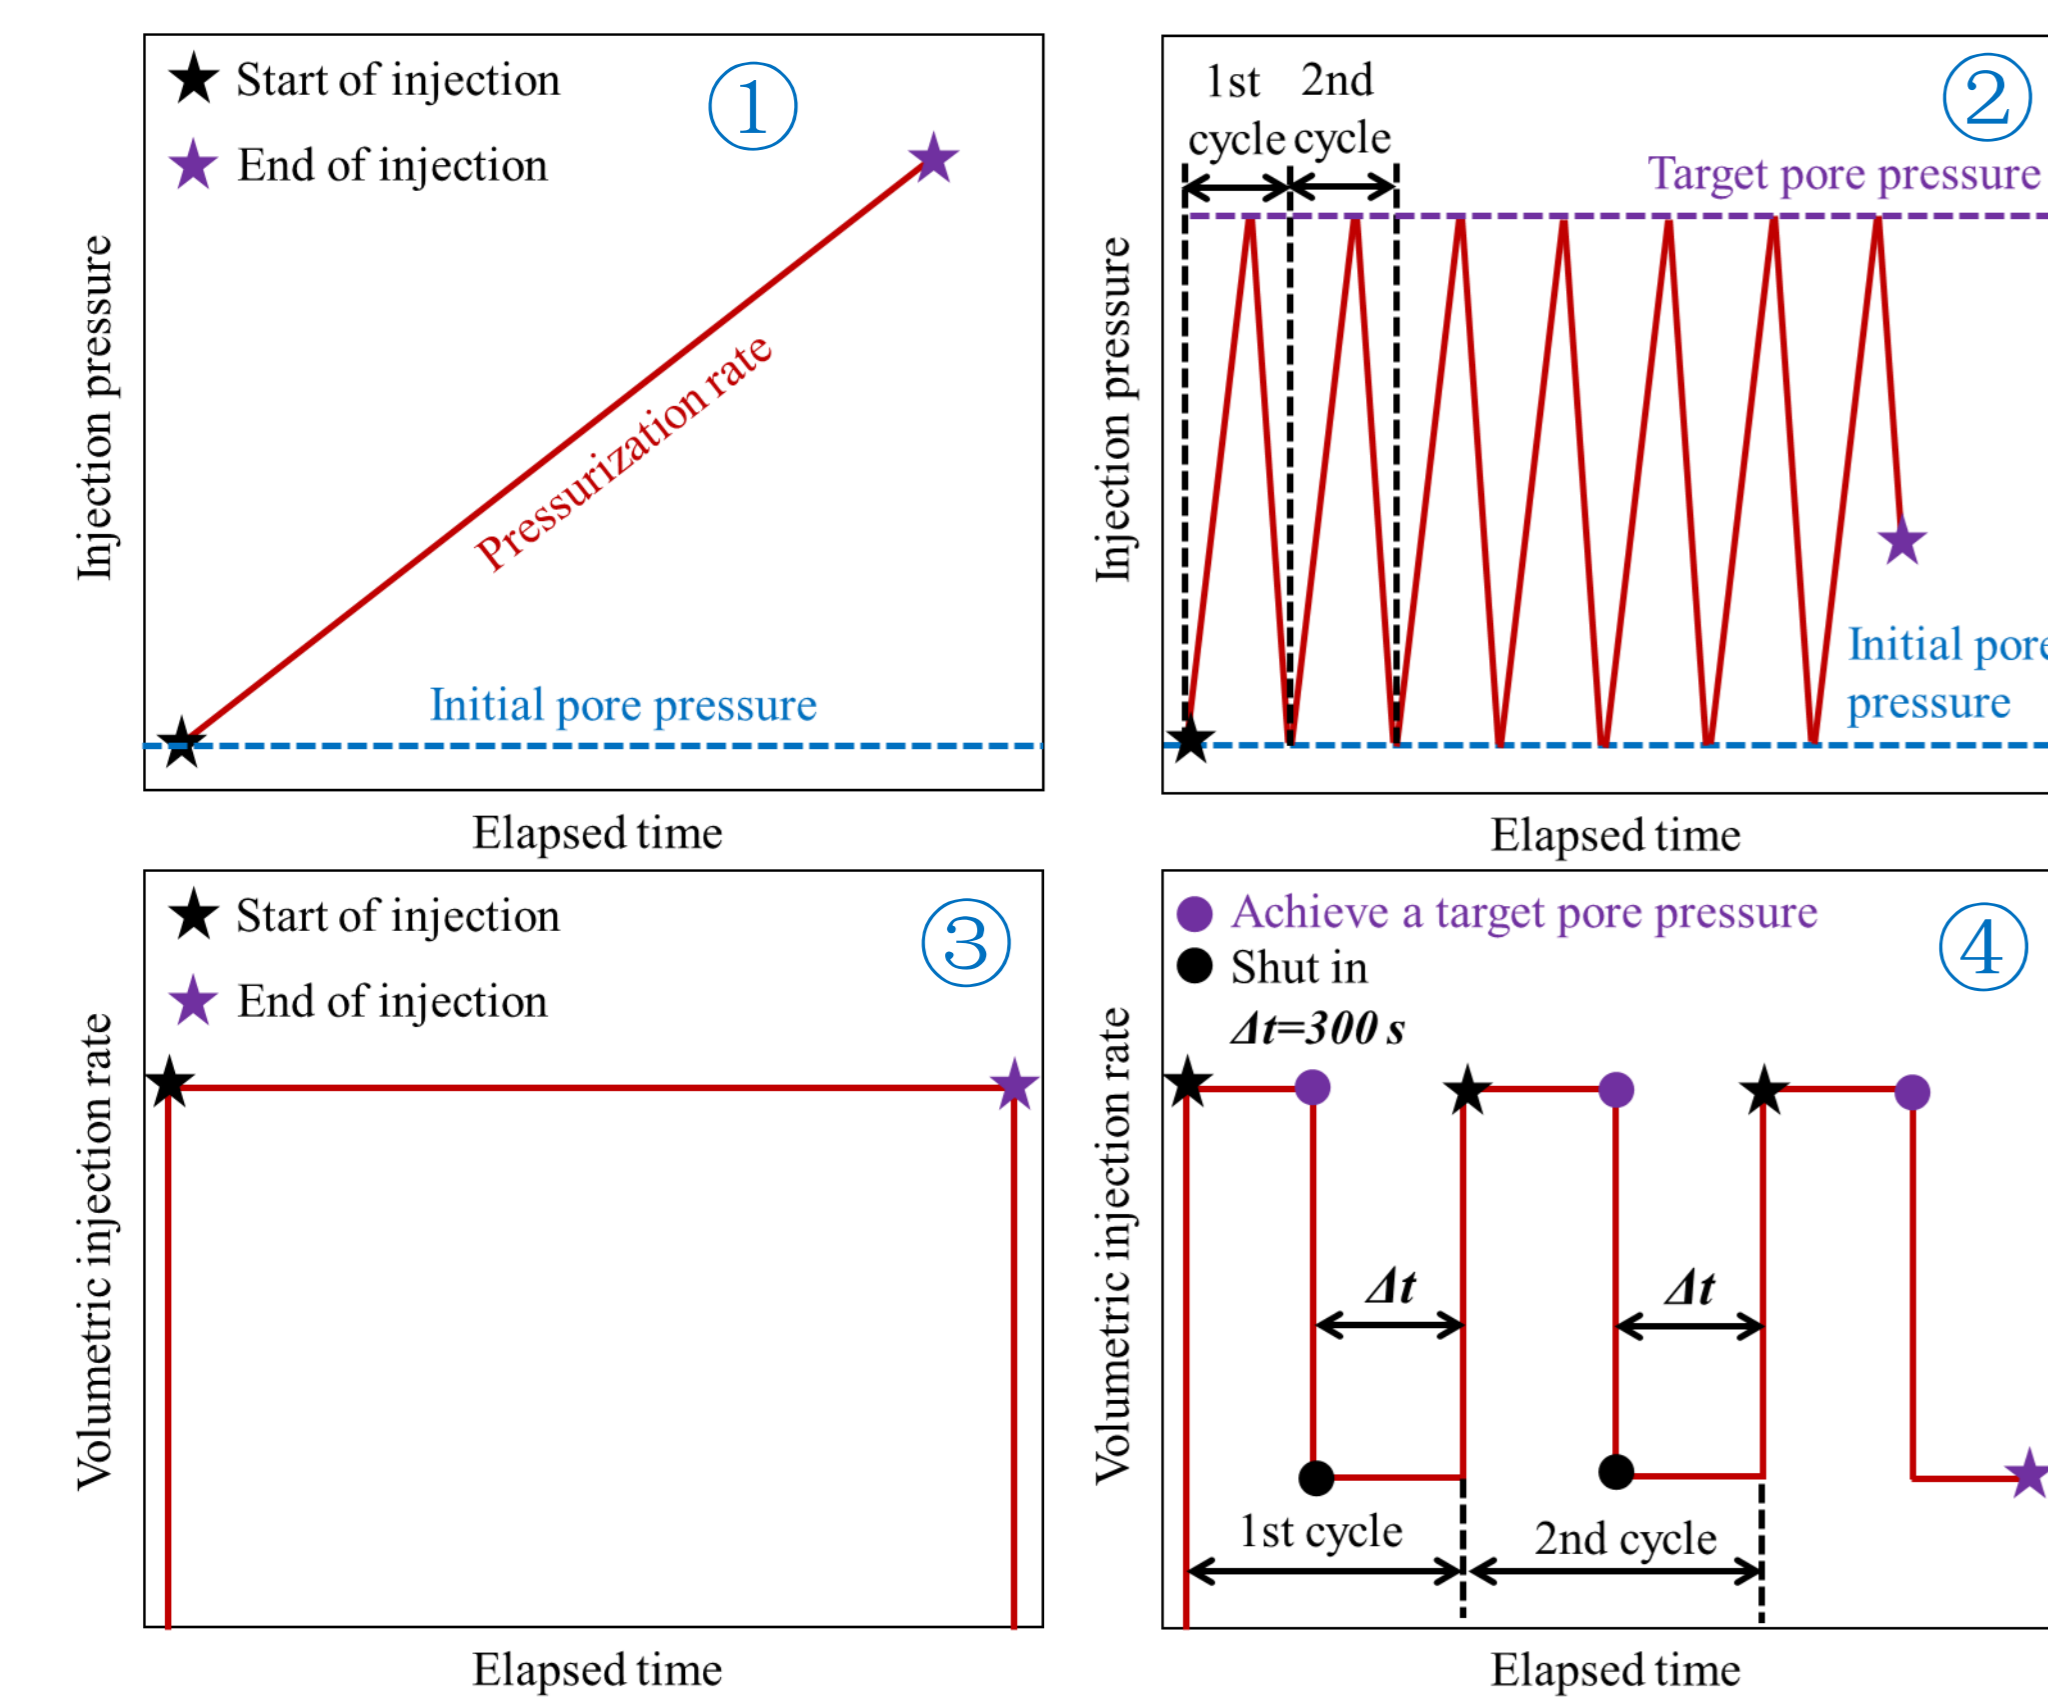 Start of injection
End of injection
①
Injection pressure
Pressurization rate
Initial pore pressure
Elapsed time
1st cycle
2nd cycle
②
Target pore pressure
Injection pressure
Initial pore
pressure
Elapsed time
Start of injection
End of injection
③
Volumetric injection rate
Elapsed time
Achieve a target pore pressure
Shut in
Δt=300 s
④
Volumetric injection rate
Δt
Δt
1st cycle
2nd cycle
Elapsed time